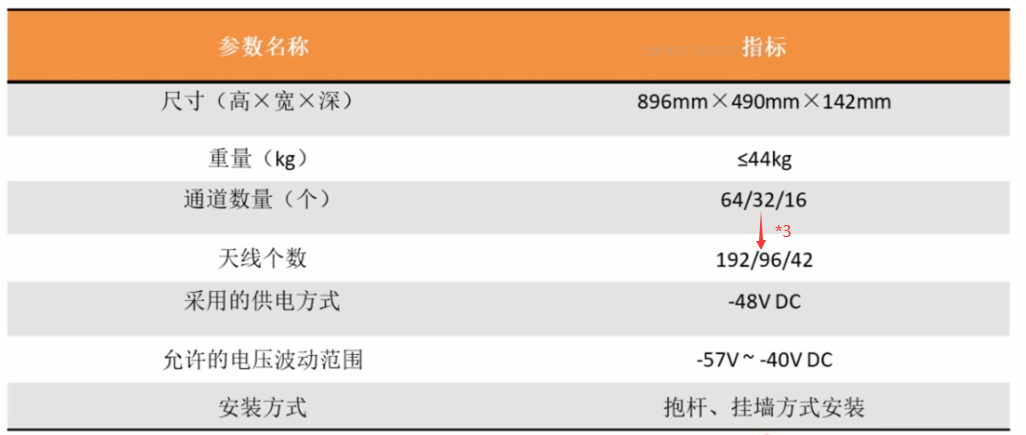 参数名称 指标
尺寸（高×宽×深） 896mm×490mm×142mm
重量（kg） ≤44kg
通道数量（个） 64/32/16
*3
天线个数 192/96/42
采用的供电方式 -48V DC
允许的电压波动范围 -57V ~ -40V DC
安装方式 抱杆、挂墙方式安装